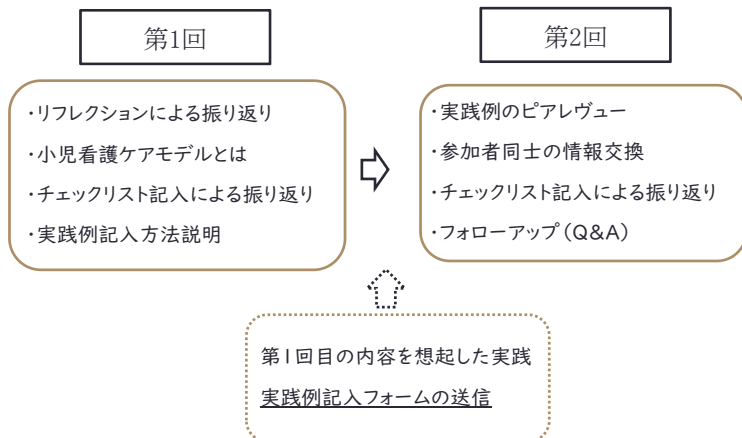 第1回
・リフレクションによる振り返り
・小児看護ケアモデルとは
・チェックリスト記入による振り返り
・実践例記入方法説明
第2回
・実践例のピアレヴュー
・参加者同士の情報交換
・チェックリスト記入による振り返り
・フォローアップ(Q&A)
第1回目の内容を想起した実践
実践例記入フォームの送信